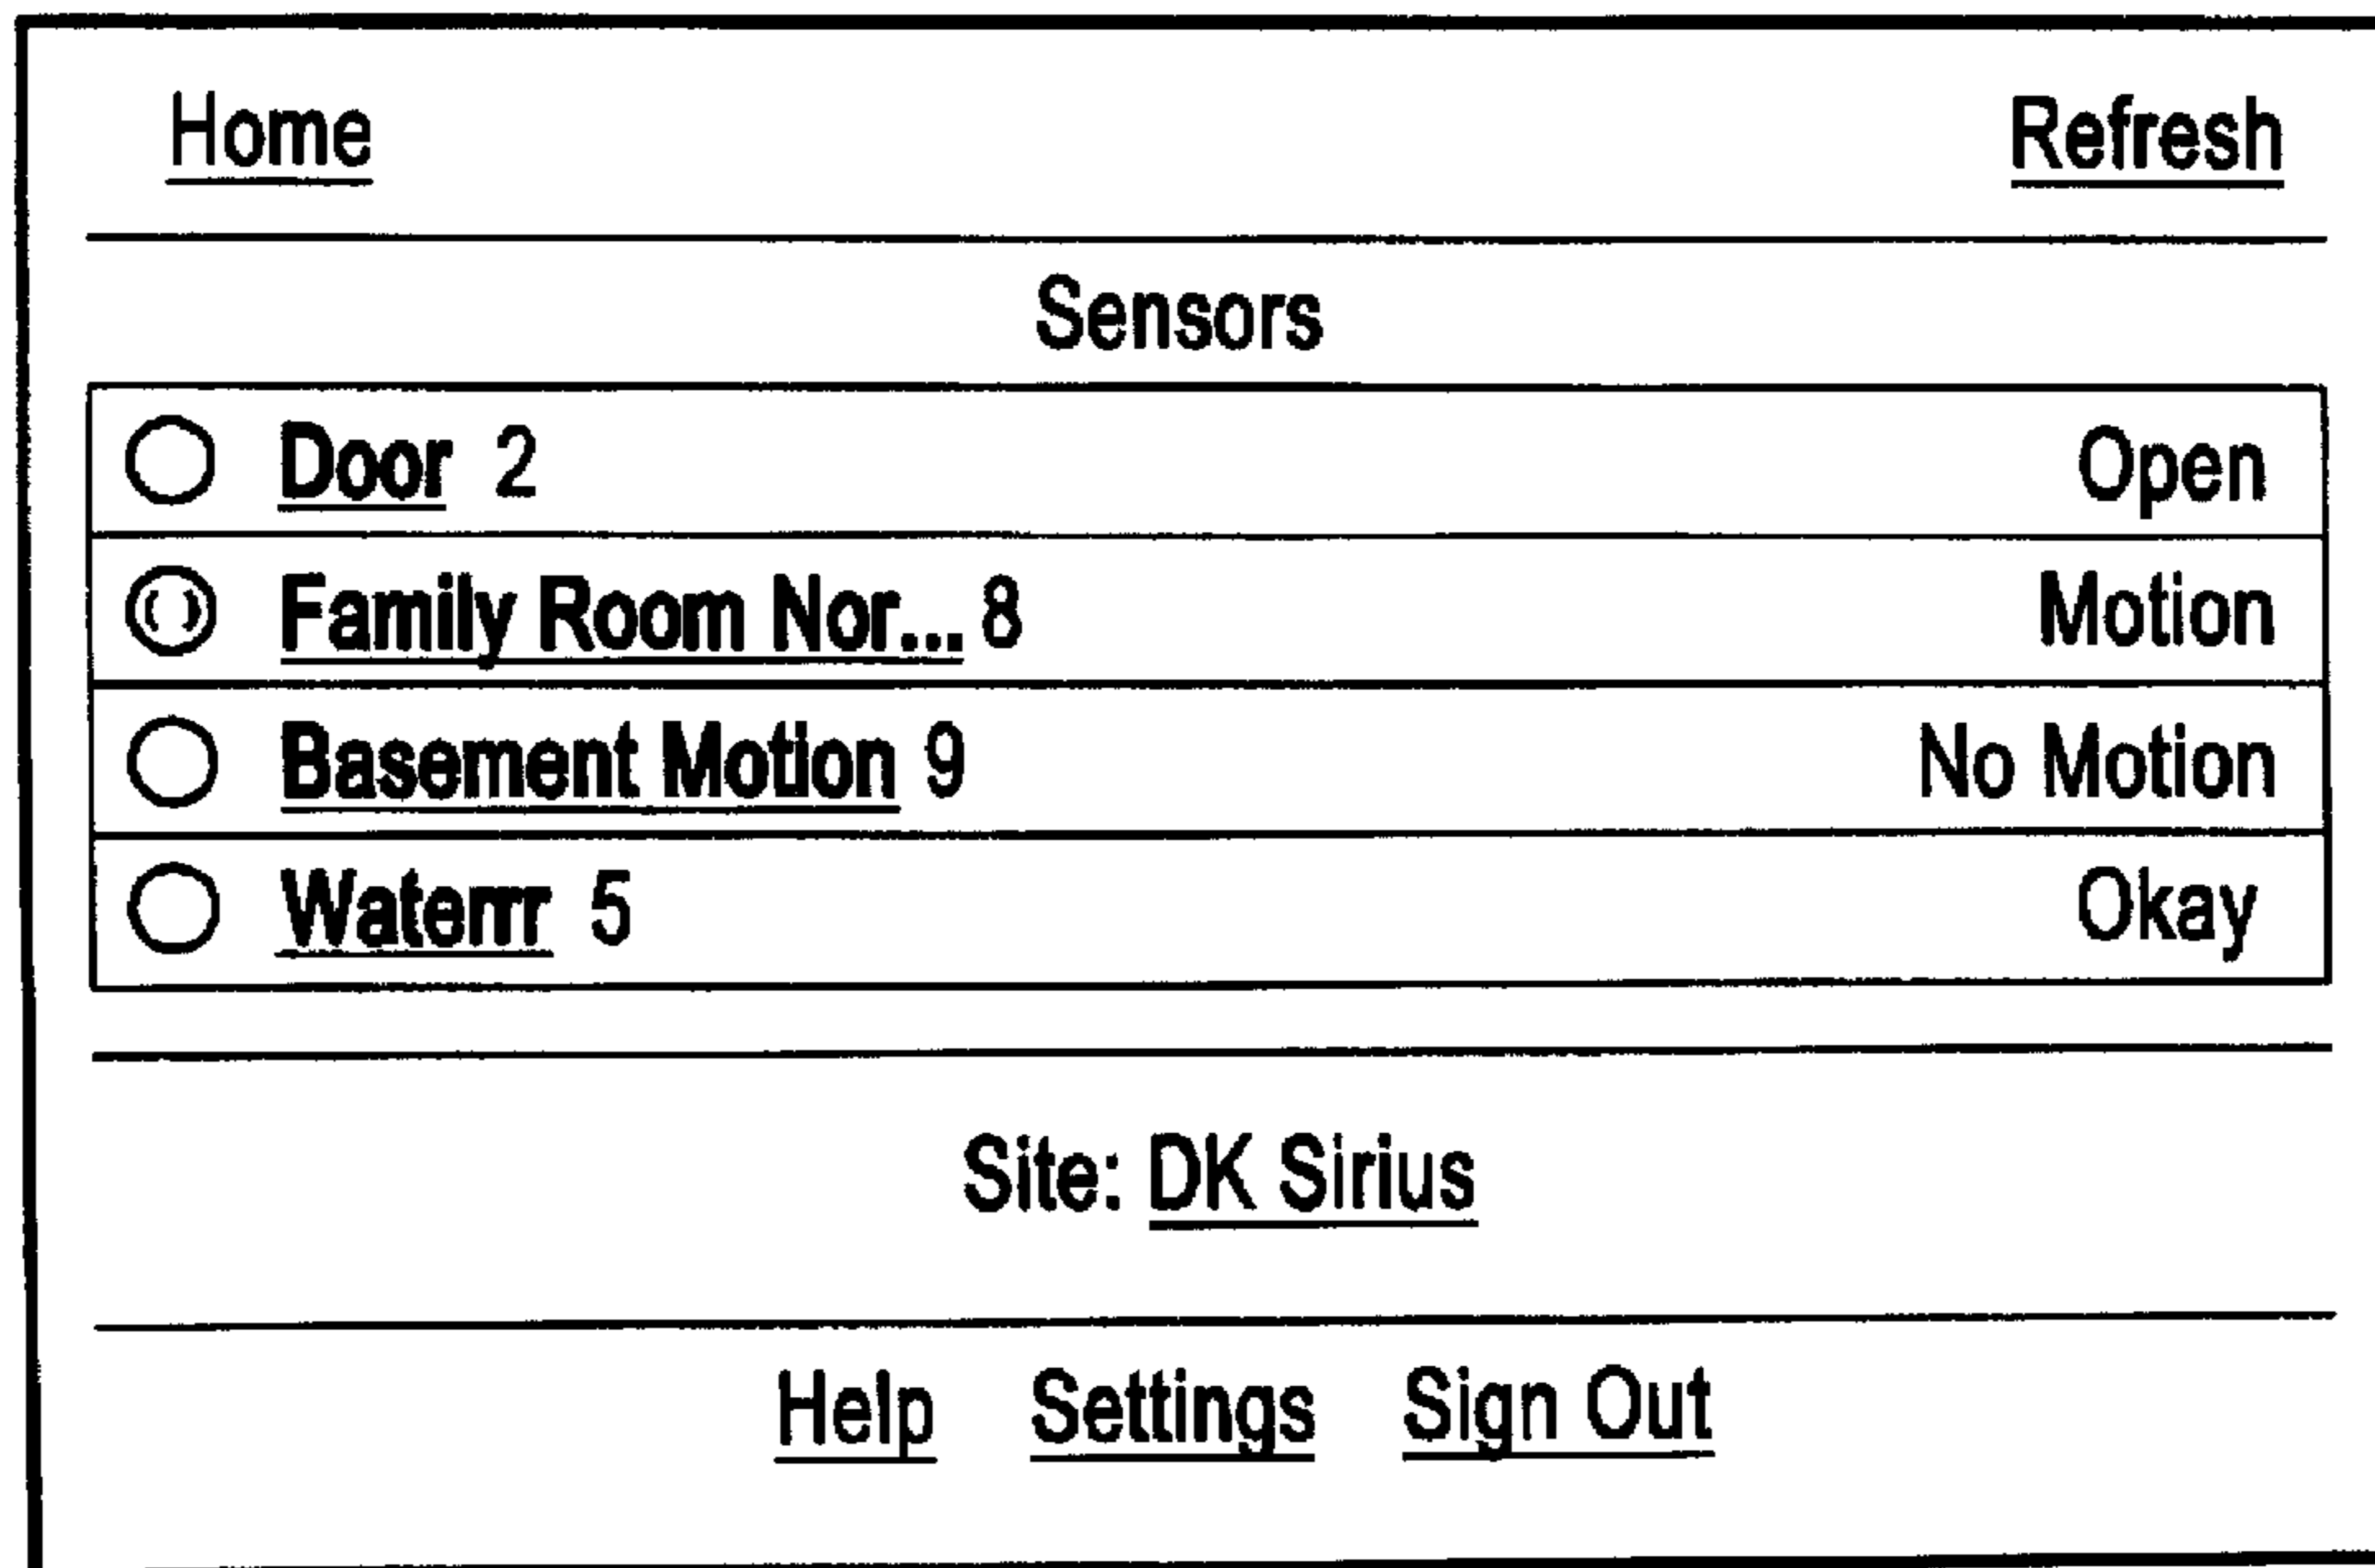 Home Refresh
Sensors
Door 2 Open
Family Room Nor... 8 Motion
Basement Motion 9 No Motion
Waterrr 5 Okay
Site: DK Sirius
Help Settings Sign Out